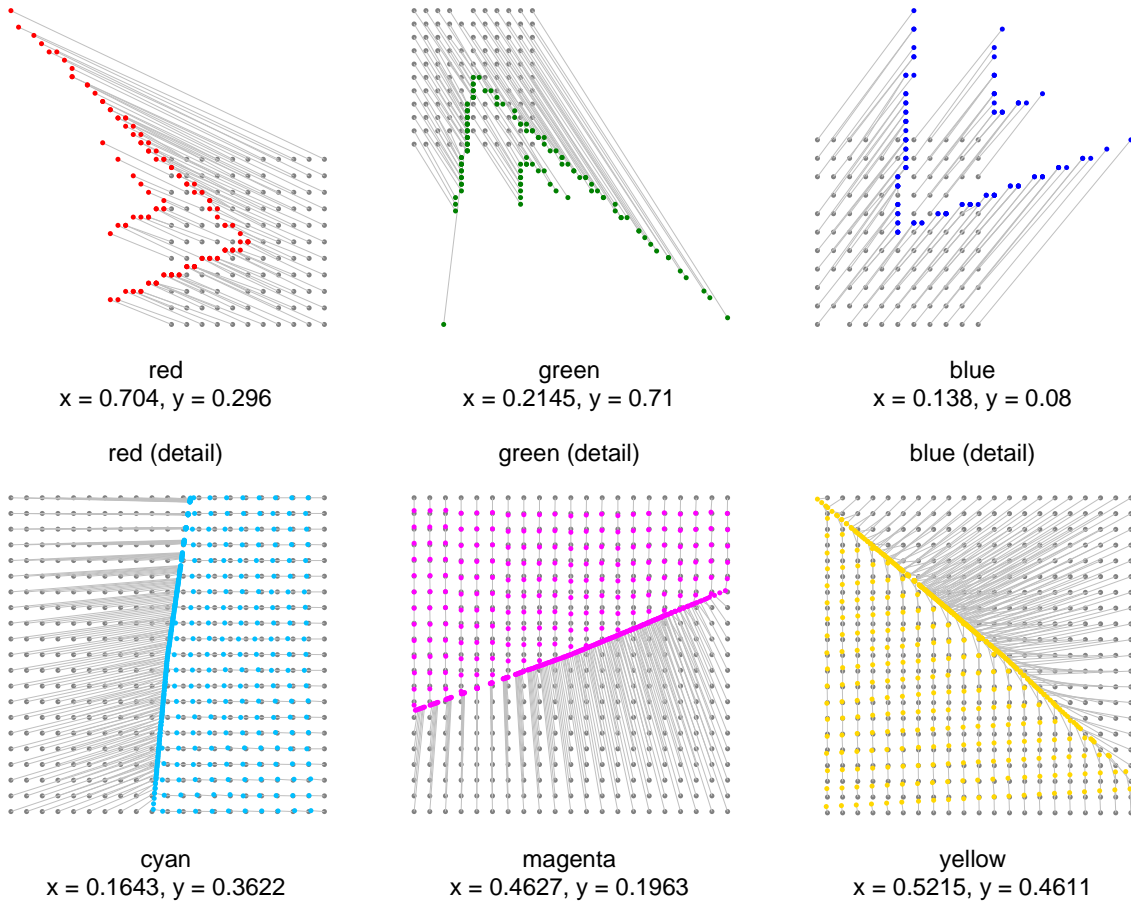 red
x = 0.704, y = 0.296
green
x = 0.2145, y = 0.71
blue
x = 0.138, y = 0.08
red (detail)
green (detail)
blue (detail)
cyan
x = 0.1643, y = 0.3622
magenta
x = 0.4627, y = 0.1963
yellow
x = 0.5215, y = 0.4611